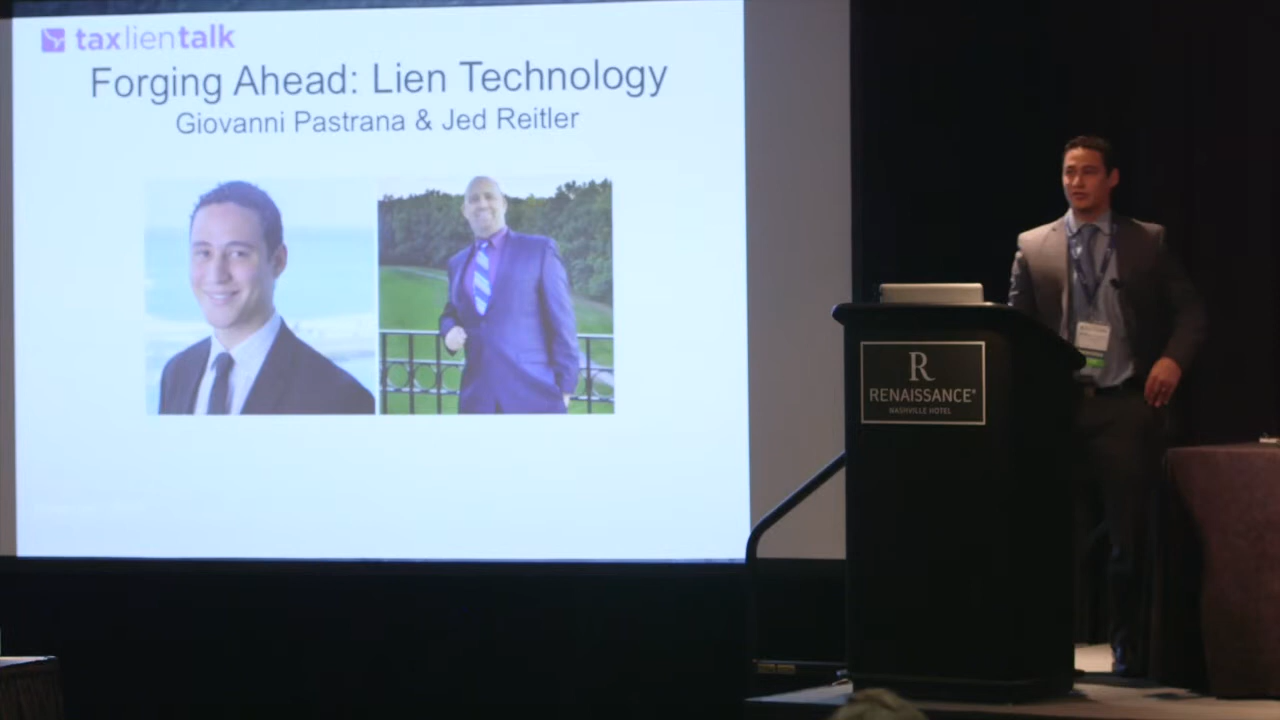 taxlientalk
Forging Ahead: Lien Technology
Giovanni Pastrana & Jed Reitler
R
RENAISSANCE®
NASHVILLE HOTEL